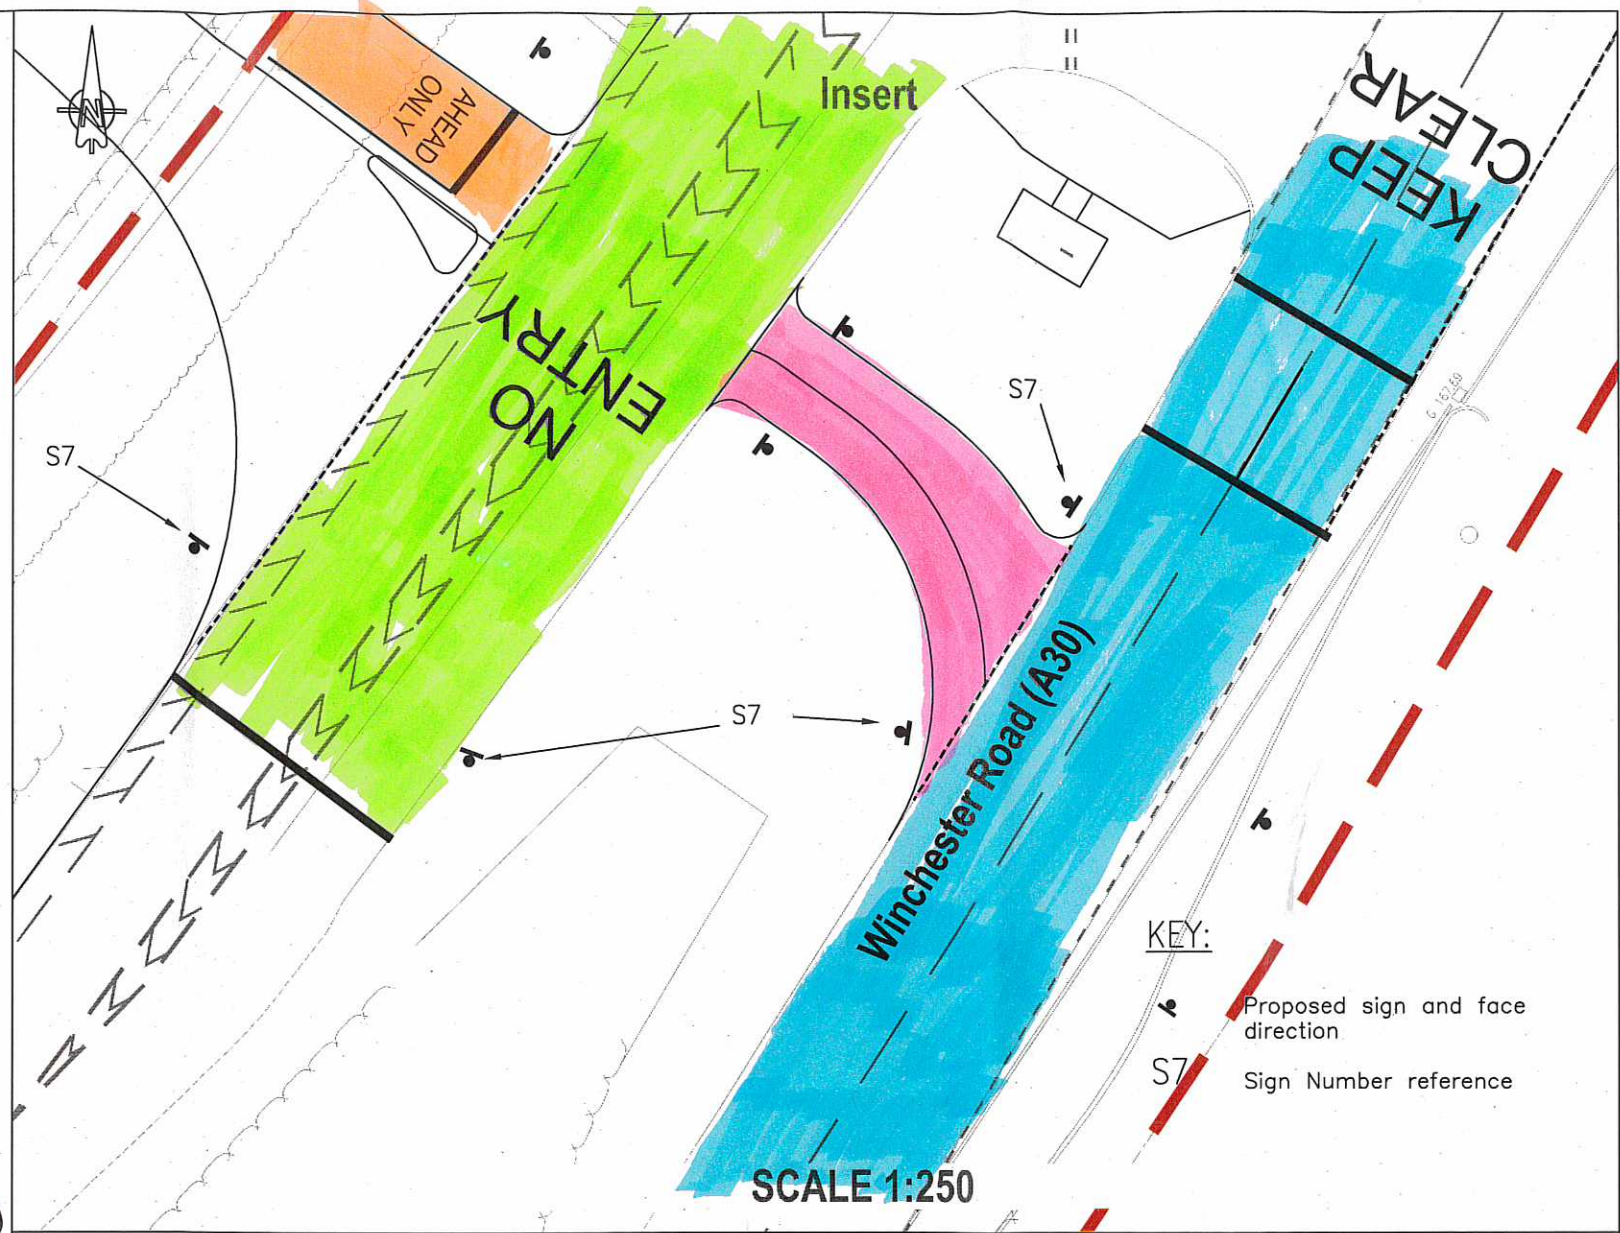 N
AHEAD
ONLY
Insert
KEEP
CLEAR
NO
ENTRY
S7
S7
S7
Winchester Road (A30)
KEY:
Proposed sign and face
direction
S7
Sign Number reference
SCALE 1:250